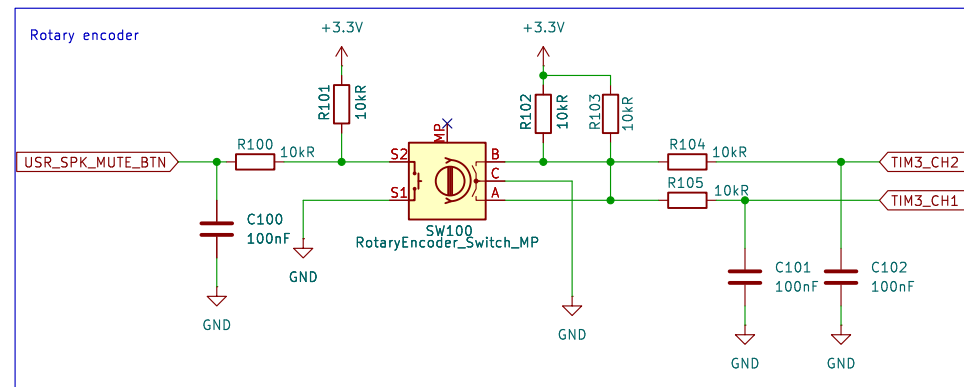 Rotary encoder
+3.3V
+3.3V
R101
10kR
R102
10kR
R103
10kR
MP
USR_SPK_MUTE_BTN
R100
10kR
S2
S1
B
C
A
R104
10kR
TIM3_CH2
R105
10kR
TIM3_CH1
SW100
RotaryEncoder_Switch_MP
C100
100nF
GND
GND
GND
C101
100nF
C102
100nF
GND
GND